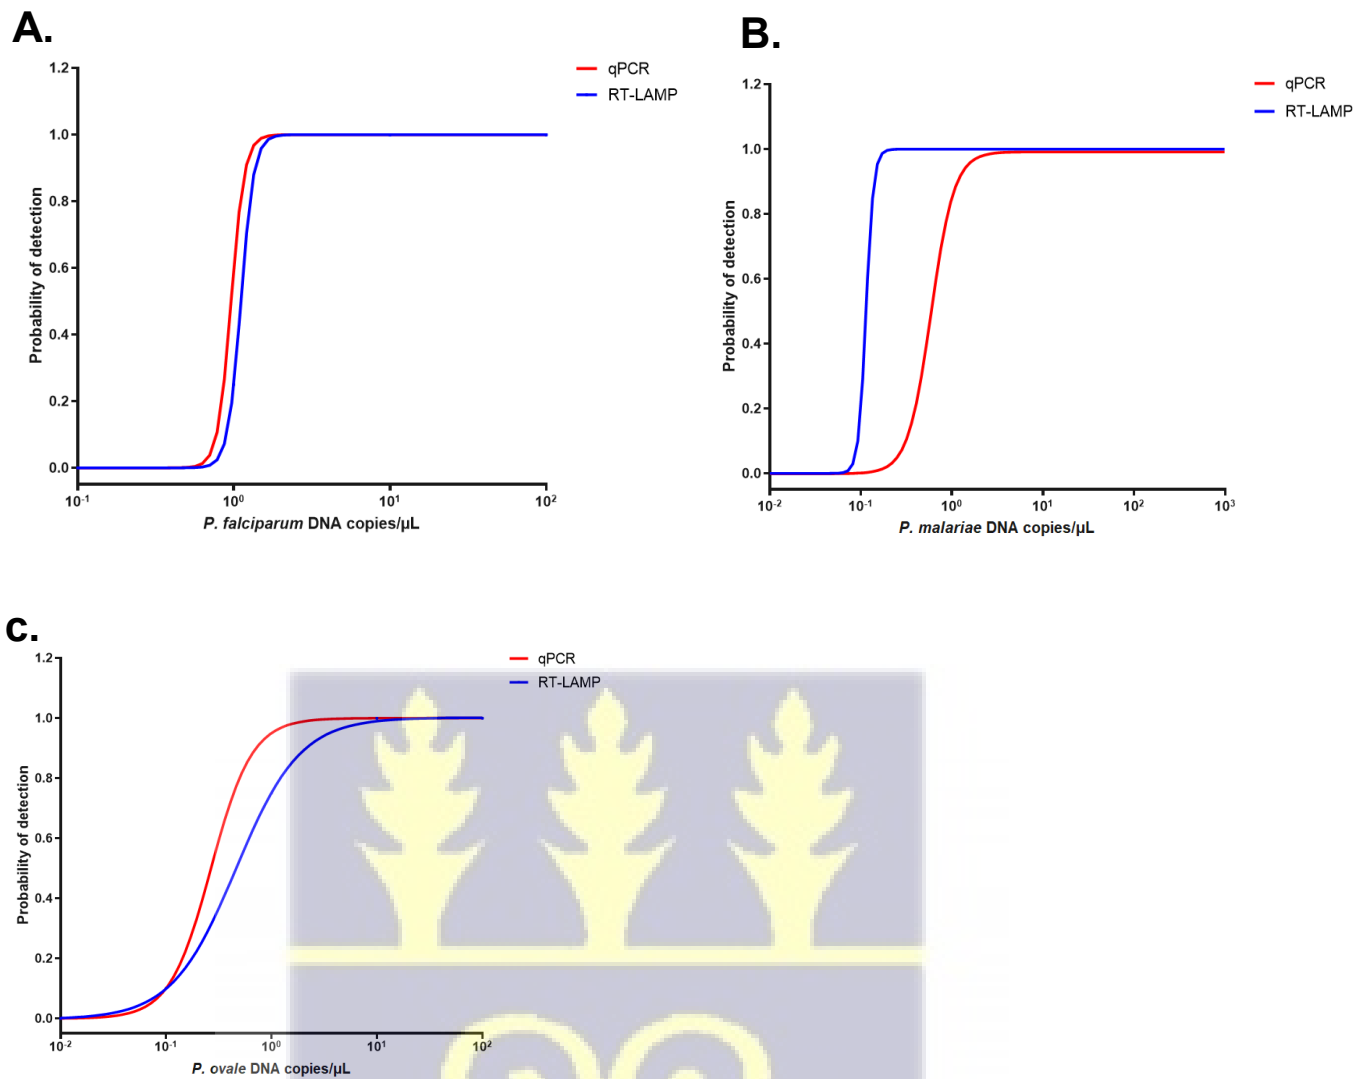 A.
qPCR
RT-LAMP
1.2
1.0
0.8
0.6
0.4
0.2
0.0
Probability of detection
10-1
100
101
102
P. falciparum DNA copies/μL
B.
qPCR
RT-LAMP
1.2
1.0
0.8
0.6
0.4
0.2
0.0
Probability of detection
10-2
10-1
100
101
102
103
P. malariae DNA copies/μL
c.
qPCR
RT-LAMP
1.2
1.0
0.8
0.6
0.4
0.2
0.0
Probability of detection
10-2
10-1
100
101
102
P. ovale DNA copies/μL